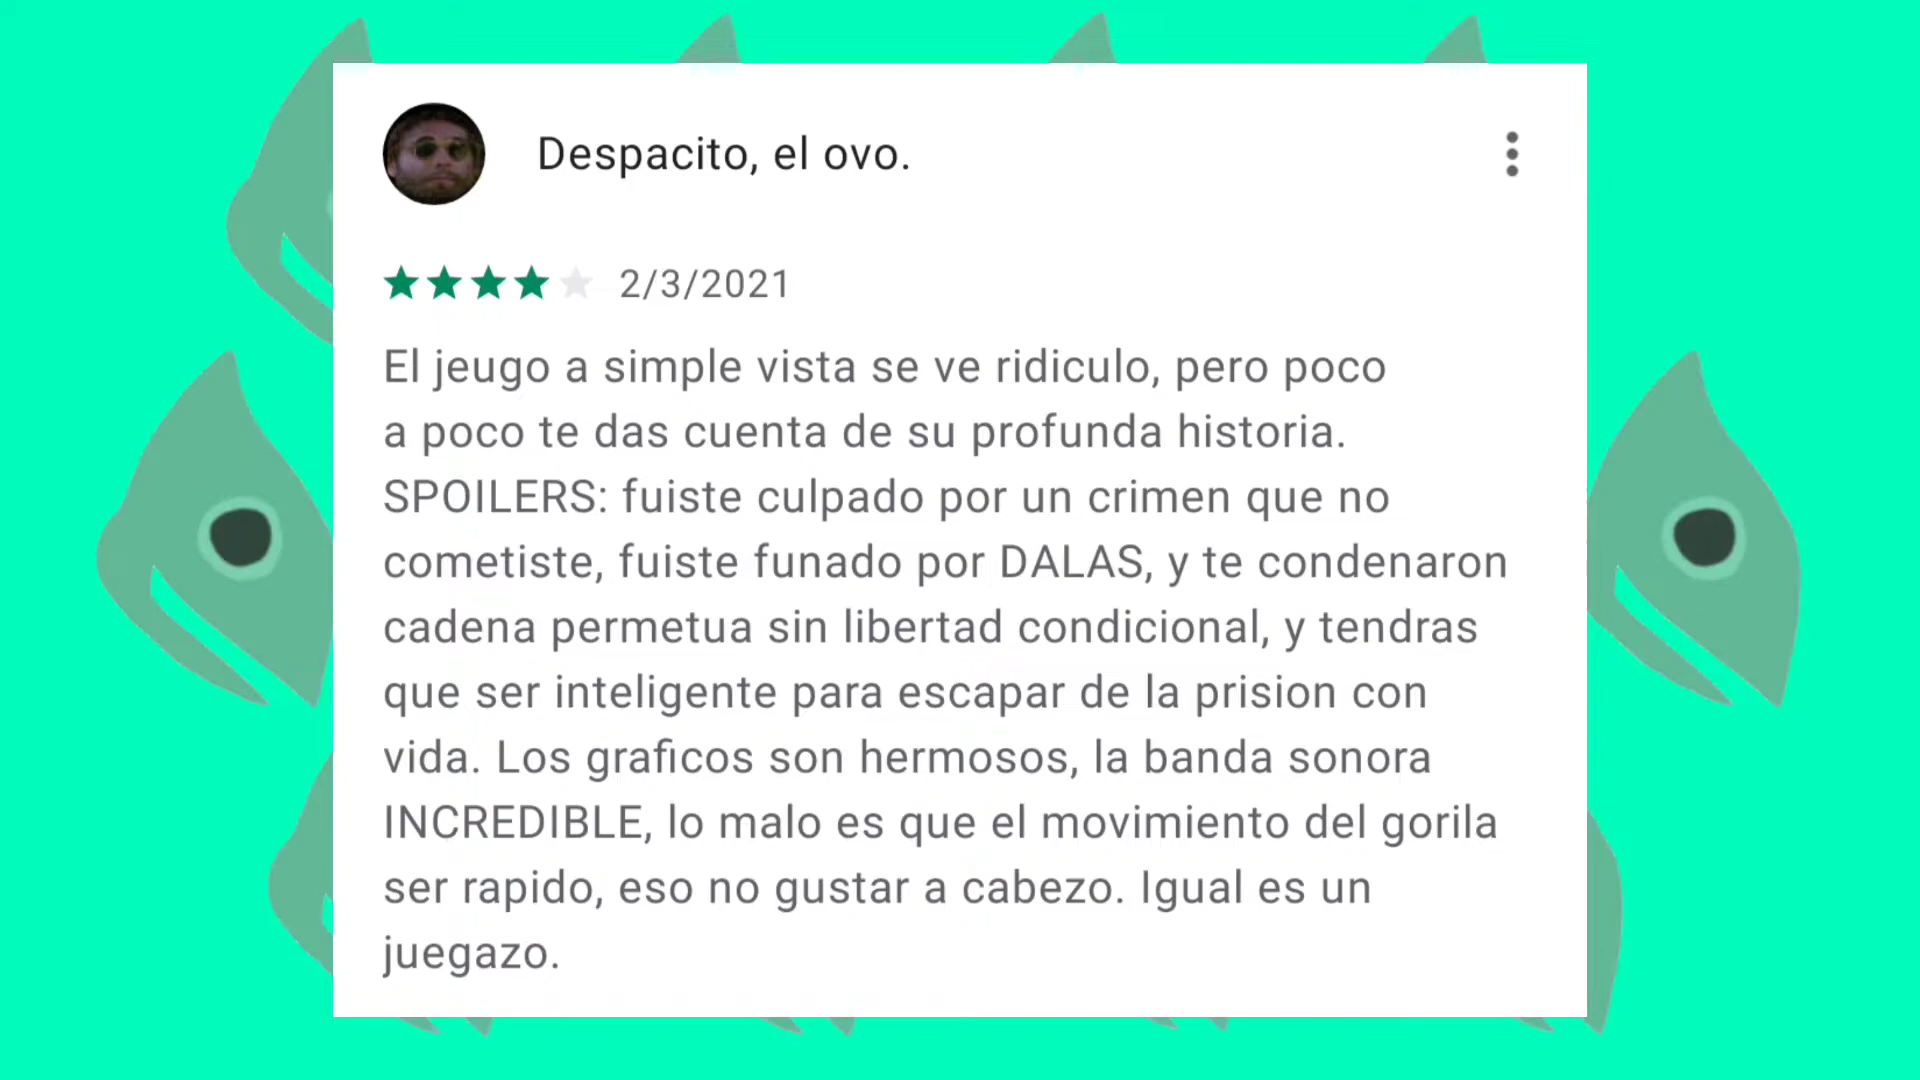 Despacito, el ovo.
2/3/2021
El jeugo a simple vista se ve ridiculo, pero poco
a poco te das cuenta de su profunda historia.
SPOILERS: fuiste culpado por un crimen que no
cometiste, fuiste funado por DALAS, y te condenaron
cadena permetua sin libertad condicional, y tendras
que ser inteligente para escapar de la prision con
vida. Los graficos son hermosos, la banda sonora
INCREDIBLE, lo malo es que el movimiento del gorila
ser rapido, eso no gustar a cabezo. Igual es un
juegazo.